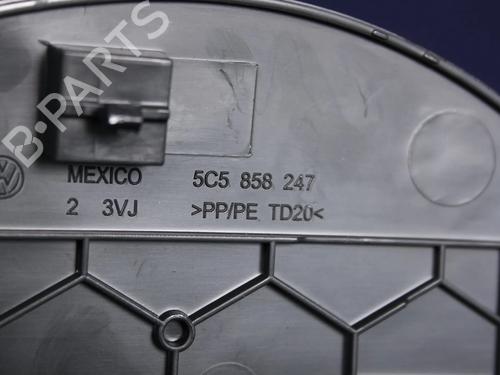 B-PARTS
MEXICO 5C5 858 247
2 3VJ >PP/PE TD20<